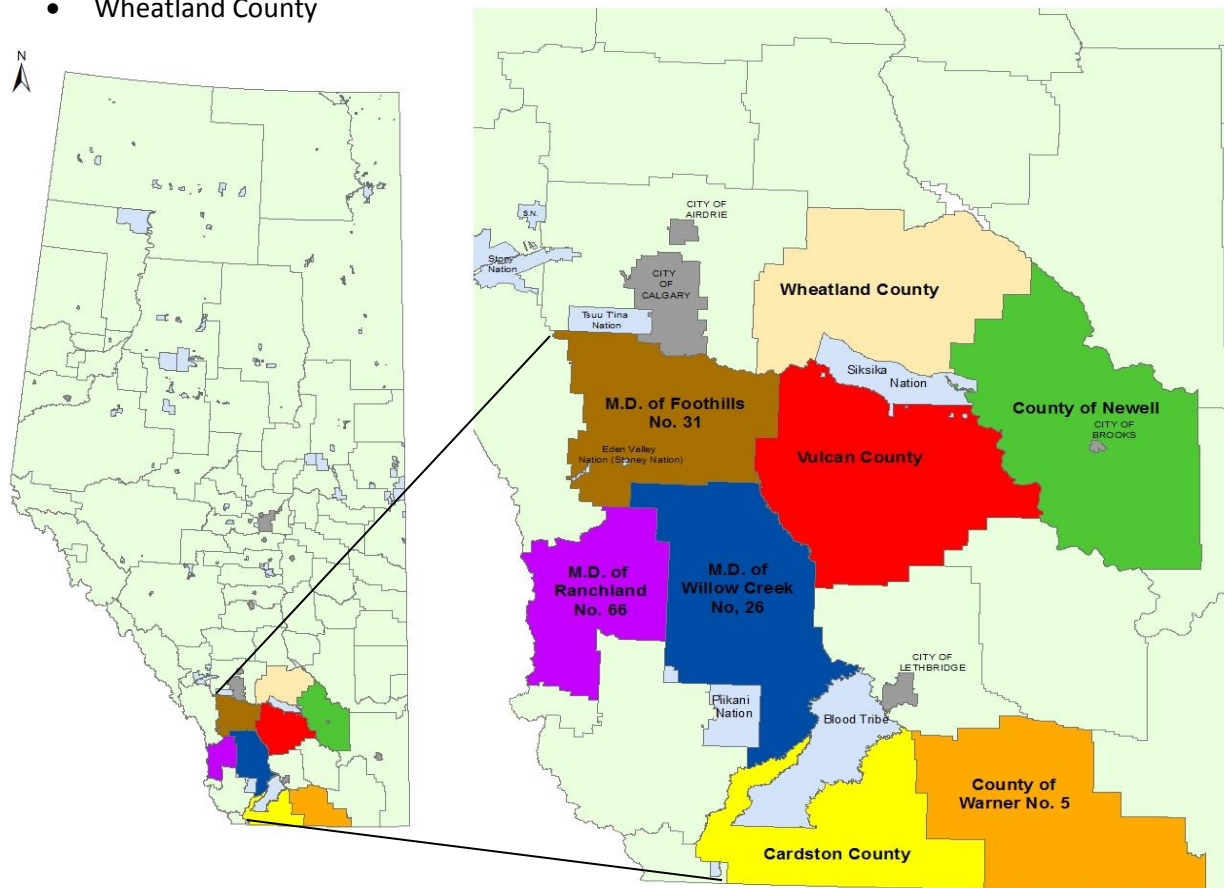 • Wheatland County
N
CITY OF
AIRDRIE
S.N.
Stony
Nation
CITY
OF
CALGARY
Wheatland County
Tsuu T'ina
Nation
Siksika
Nation
M.D. of Foothills
No. 31
County of Newell
CITY OF
BROOKS
Eden Valley
Nation (Stoney Nation)
Vulcan County
M.D. of
Ranchland
No. 66
M.D. of
Willow Creek
No, 26
CITY OF
LETHBRIDGE
Piikani
Nation
Blood Tribe
County of
Warner No. 5
Cardston County